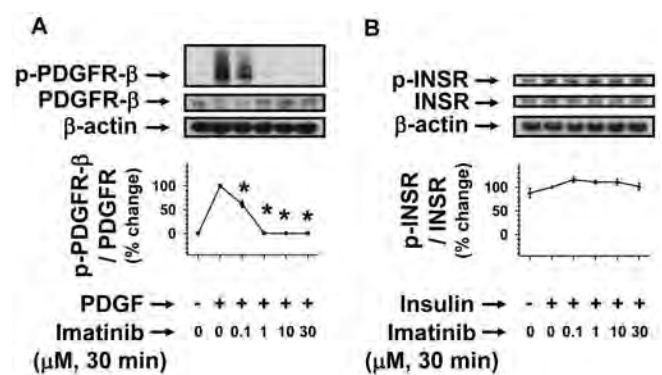 A
p-PDGFR-β →
PDGFR-β →
β-actin →
p-PDGFR-β
/ PDGFR
(% change)
100
50
0
* * * *
PDGF → - + + + + +
Imatinib → 0 0 0.1 1 10 30
(μM, 30 min)
B
p-INSR →
INSR →
β-actin →
p-INSR
/ INSR
(% change)
100
50
0
Insulin → - + + + + +
Imatinib → 0 0 0.1 1 10 30
(μM, 30 min)